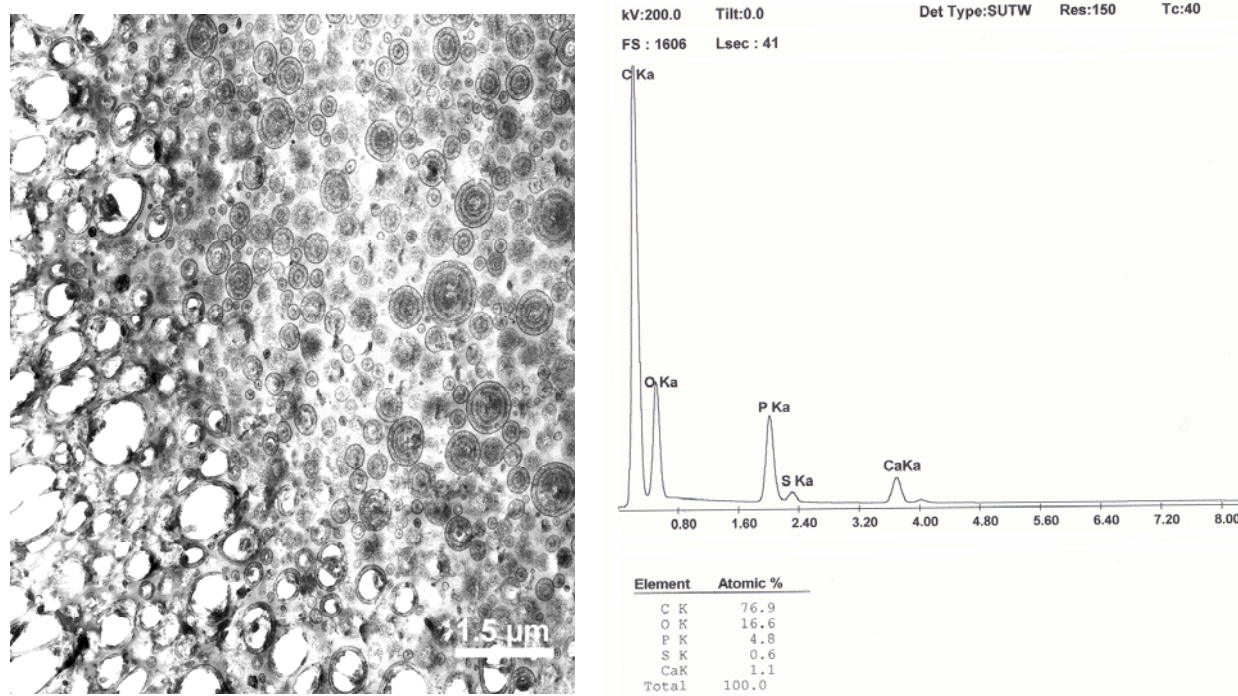 1.5 µm
kV:200.0 Tilt:0.0 Det Type:SUTW Res:150 Tc:40
FS : 1606 Lsec : 41
C Ka
O Ka
P Ka
S Ka
CaKa
0.80 1.60 2.40 3.20 4.00 4.80 5.60 6.40 7.20 8.00
Element Atomic %
C K 76.9
O K 16.6
P K 4.8
S K 0.6
CaK 1.1
Total 100.0